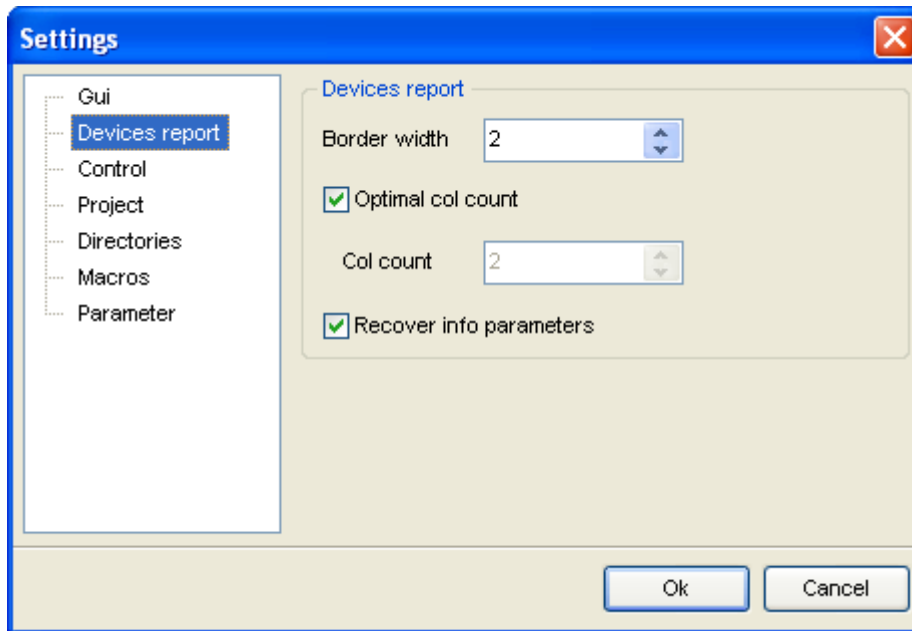 Settings
Gui
Devices report
Control
Project
Directories
Macros
Parameter
Devices report
Border width 2
Optimal col count
Col count 2
Recover info parameters
Ok Cancel